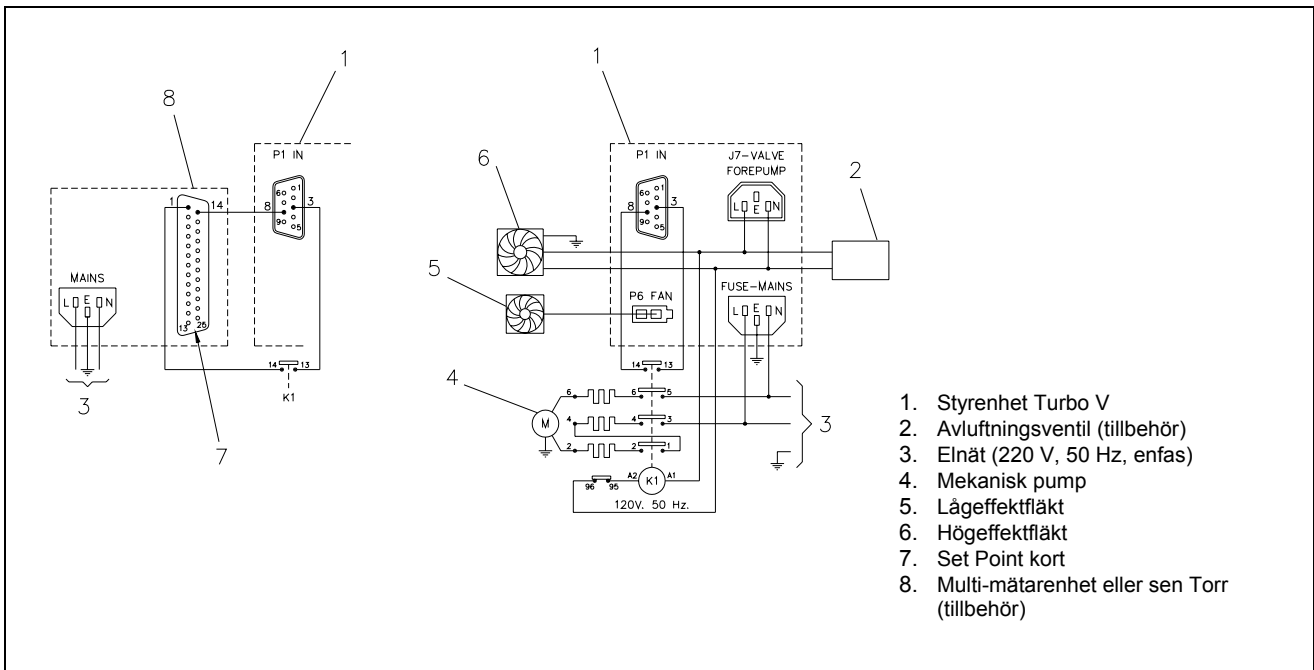 1
8
P1 IN
6 1
8 3
9 5
1 14
MAINS
L E N
13 25
14 13
K1
3
7
1
6
P1 IN
J7-VALVE
FOREPUMP
6 1
8 3
9 5
L E N
2
5
P6 FAN
FUSE-MAINS
L E N
14 13
4
6 6 5
M 4 4 3
2 2 1
3
96 95 A2 K1 A1
120V. 50 Hz.
1. Styrenhet Turbo V
2. Avluftningsventil (tillbehör)
3. Elnät (220 V, 50 Hz, enfas)
4. Mekanisk pump
5. Lågeffektfläkt
6. Högeffektfläkt
7. Set Point kort
8. Multi-mätarenhet eller sen Torr
(tillbehör)